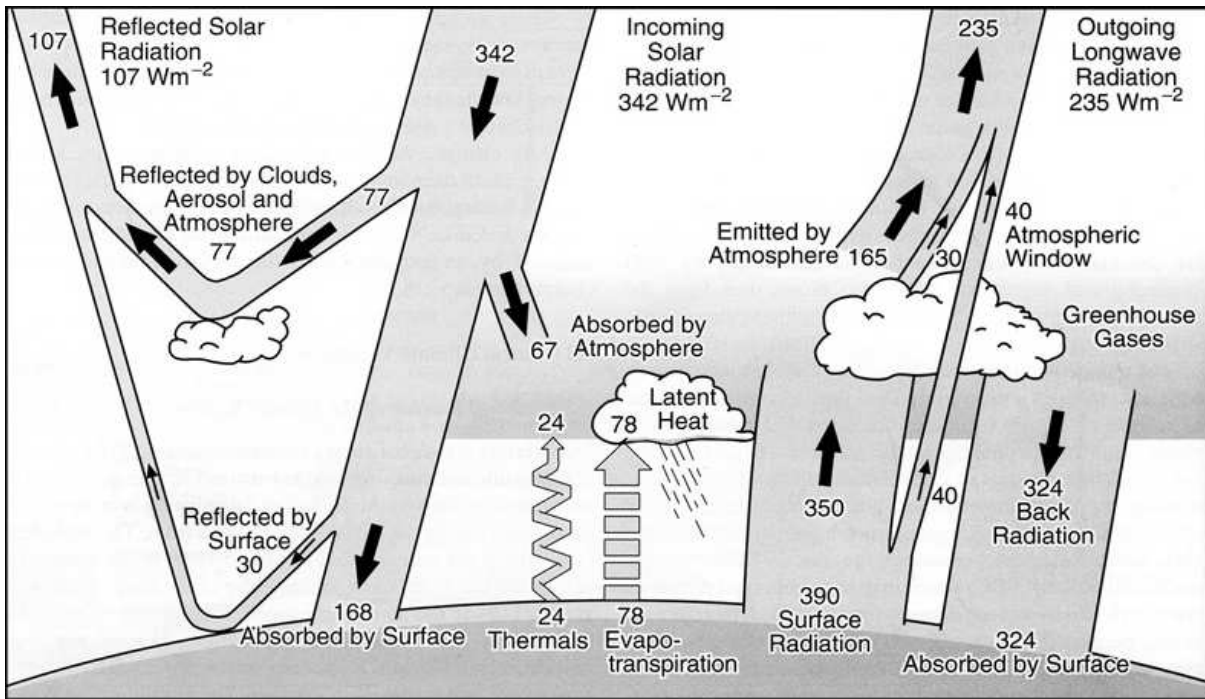 107
Reflected Solar
Radiation
107 Wm⁻²
342
Incoming
Solar
Radiation
342 Wm⁻²
235
Outgoing
Longwave
Radiation
235 Wm⁻²
Reflected by Clouds,
Aerosol and
Atmosphere
77
77
Emitted by
Atmosphere
165
30
40
Atmospheric
Window
Greenhouse
Gases
67
Absorbed by
Atmosphere
Latent
Heat
24
78
350
40
324
Back
Radiation
Reflected by
Surface
30
168
Absorbed by Surface
24
Thermals
78
Evapo-
transpiration
390
Surface
Radiation
324
Absorbed by Surface